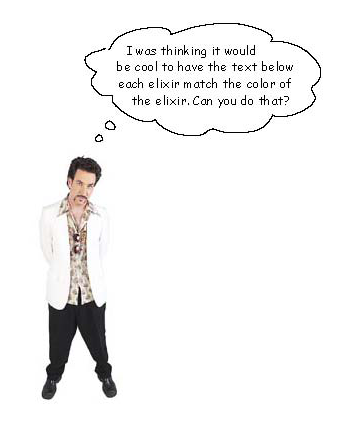 I was thinking it would
be cool to have the text below
each elixir match the color of
the elixir. Can you do that?